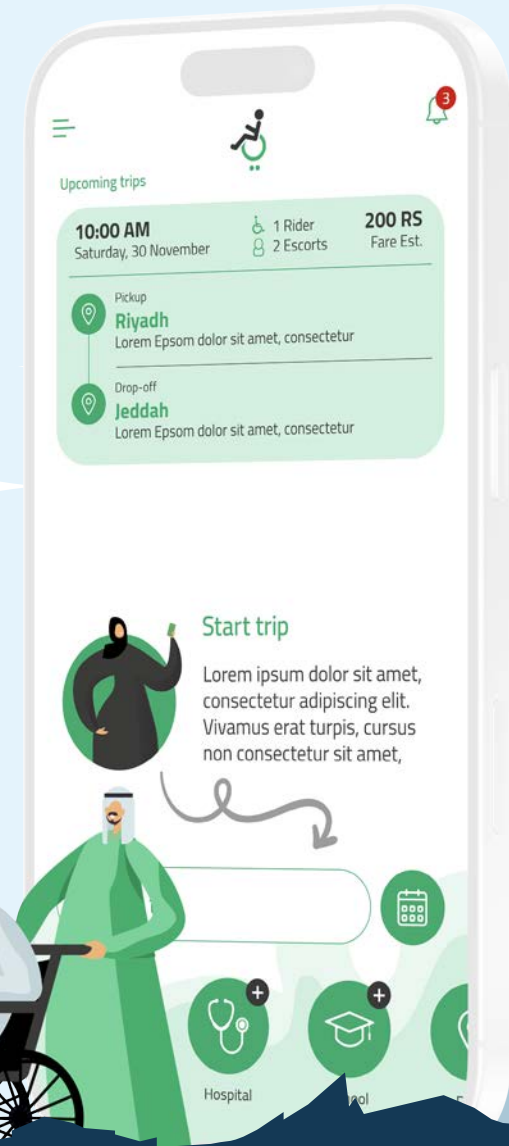 3
Upcoming trips
10:00 AM
Saturday, 30 November
1 Rider
2 Escorts
200 RS
Fare Est.
Pickup
Riyadh
Lorem Epsom dolor sit amet, consectetur
Drop-off
Jeddah
Lorem Epsom dolor sit amet, consectetur
Start trip
Lorem ipsum dolor sit amet,
consectetur adipiscing elit.
Vivamus erat turpis, cursus
non consectetur sit amet,
Hospital